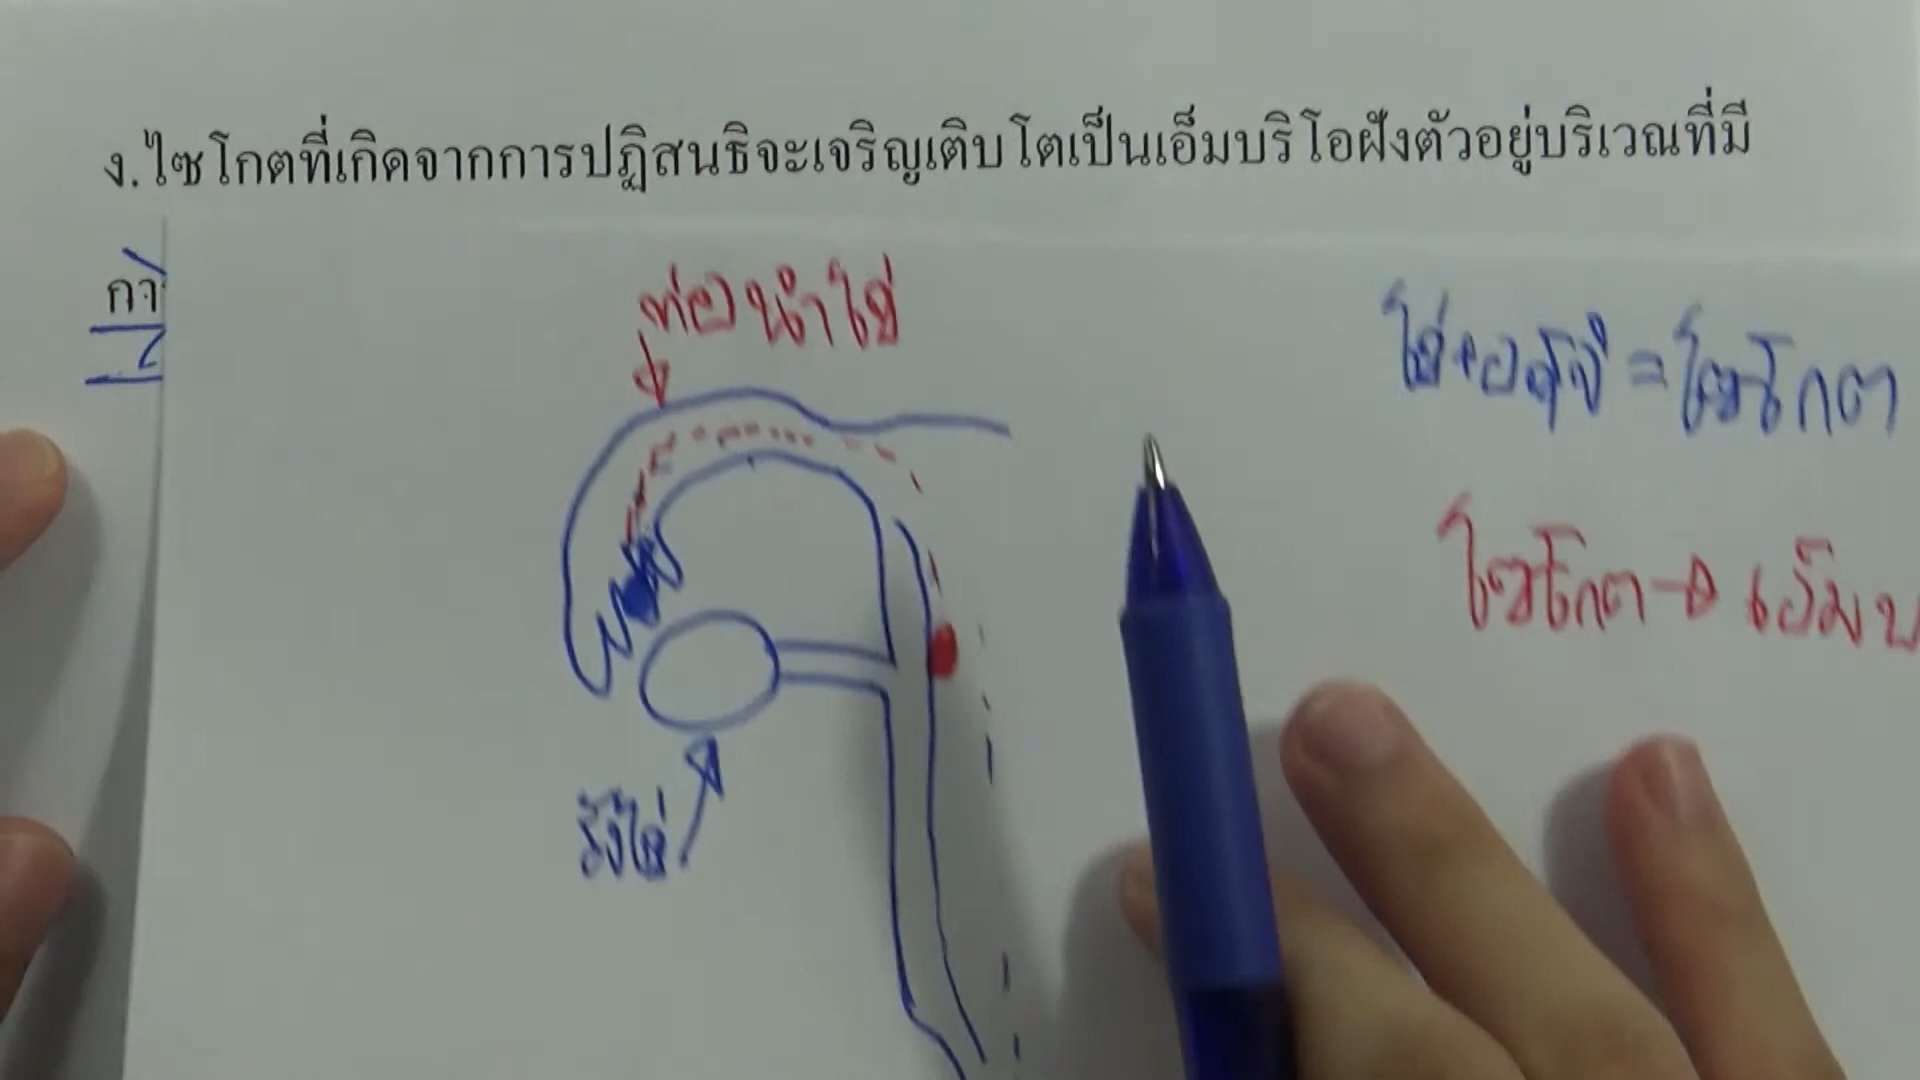 ง. ไซโกตที่เกิดจากการปฏิสนธิจะเจริญเติบโตเป็นเอ็มบริโอฝังตัวอยู่บริเวณที่มี
กา
ท่อนำไข่
ไข่+อสุจิ = ไซโกต
ไซโกต → เอ็มบ
รังไข่